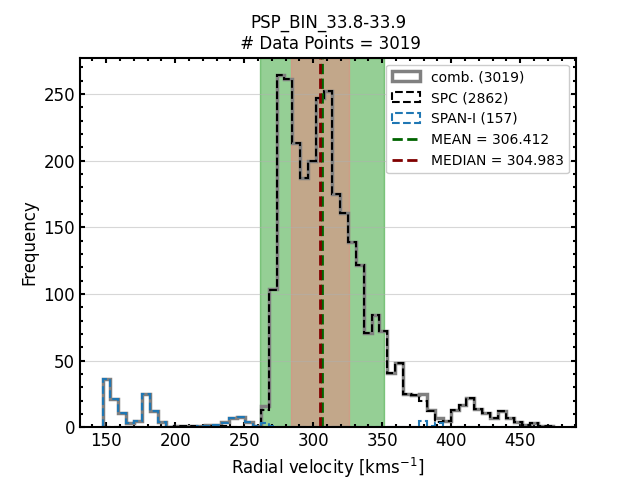 PSP_BIN_33.8-33.9
# Data Points = 3019
comb. (3019)
SPC (2862)
SPAN-I (157)
MEAN = 306.412
MEDIAN = 304.983
Frequency
250
200
150
100
50
0
150 200 250 300 350 400 450
Radial velocity [kms⁻¹]